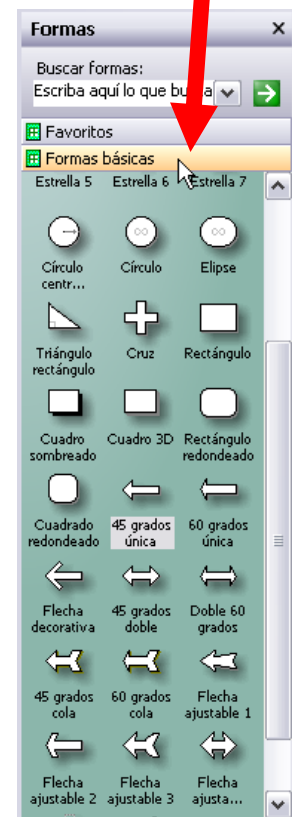 Formas
Buscar formas:
Escriba aquí lo que bu
Favoritos
Formas básicas
Estrella 5 Estrella 6 Estrella 7
Círculo centr... Círculo Elipse
Triángulo rectángulo Cruz Rectángulo
Cuadro sombreado Cuadro 3D Rectángulo redondeado
Cuadrado redondeado 45 grados única 60 grados única
Flecha decorativa 45 grados doble Doble 60 grados
45 grados cola 60 grados cola Flecha ajustable 1
Flecha ajustable 2 Flecha ajustable 3 Flecha ajusta...